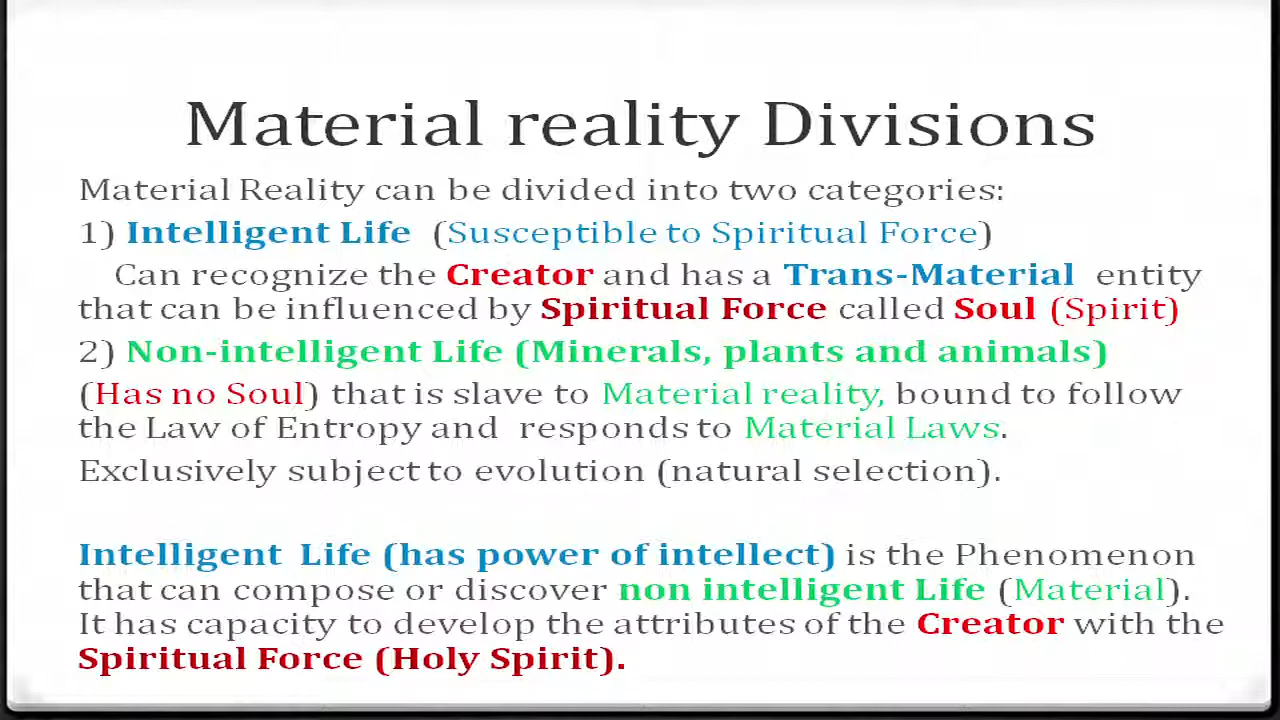 Material reality Divisions
Material Reality can be divided into two categories:
1) Intelligent Life (Susceptible to Spiritual Force)
Can recognize the Creator and has a Trans-Material entity
that can be influenced by Spiritual Force called Soul (Spirit)
2) Non-intelligent Life (Minerals, plants and animals)
(Has no Soul) that is slave to Material reality, bound to follow
the Law of Entropy and responds to Material Laws.
Exclusively subject to evolution (natural selection).
Intelligent Life (has power of intellect) is the Phenomenon
that can compose or discover non intelligent Life (Material).
It has capacity to develop the attributes of the Creator with the
Spiritual Force (Holy Spirit).